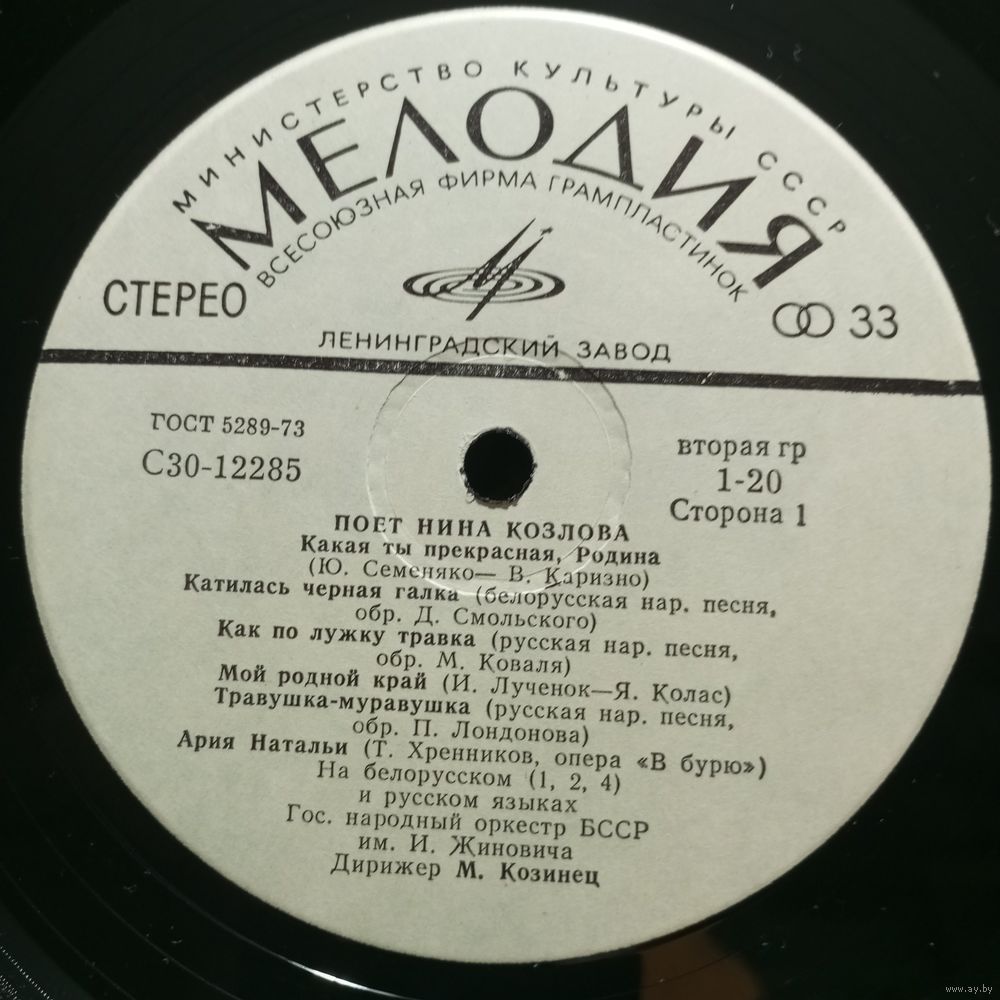 МИНИСТЕРСТВО КУЛЬТУРЫ СССР
МЕЛОДИЯ
ВСЕСОЮЗНАЯ ФИРМА ГРАМПЛАСТИНОК
СТЕРЕО
33
ЛЕНИНГРАДСКИЙ ЗАВОД
ГОСТ 5289-73
С30-12285
вторая гр
1-20
Сторона 1
ПОЕТ НИНА КОЗЛОВА
Какая ты прекрасная, Родина
(Ю. Семеняко— В. Каризно)
Катилась черная галка (белорусская нар. песня,
обр. Д. Смольского)
Как по лужку травка (русская нар. песня,
обр. М. Коваля)
Мой родной край (И. Лученок—Я. Колас)
Травушка-муравушка (русская нар. песня,
обр. П. Лондонова)
Ария Натальи (Т. Хренников, опера «В бурю»)
На белорусском (1, 2, 4)
и русском языках
Гос. народный оркестр БССР
им. И. Жиновича
Дирижер М. Козинец
www.ay.by